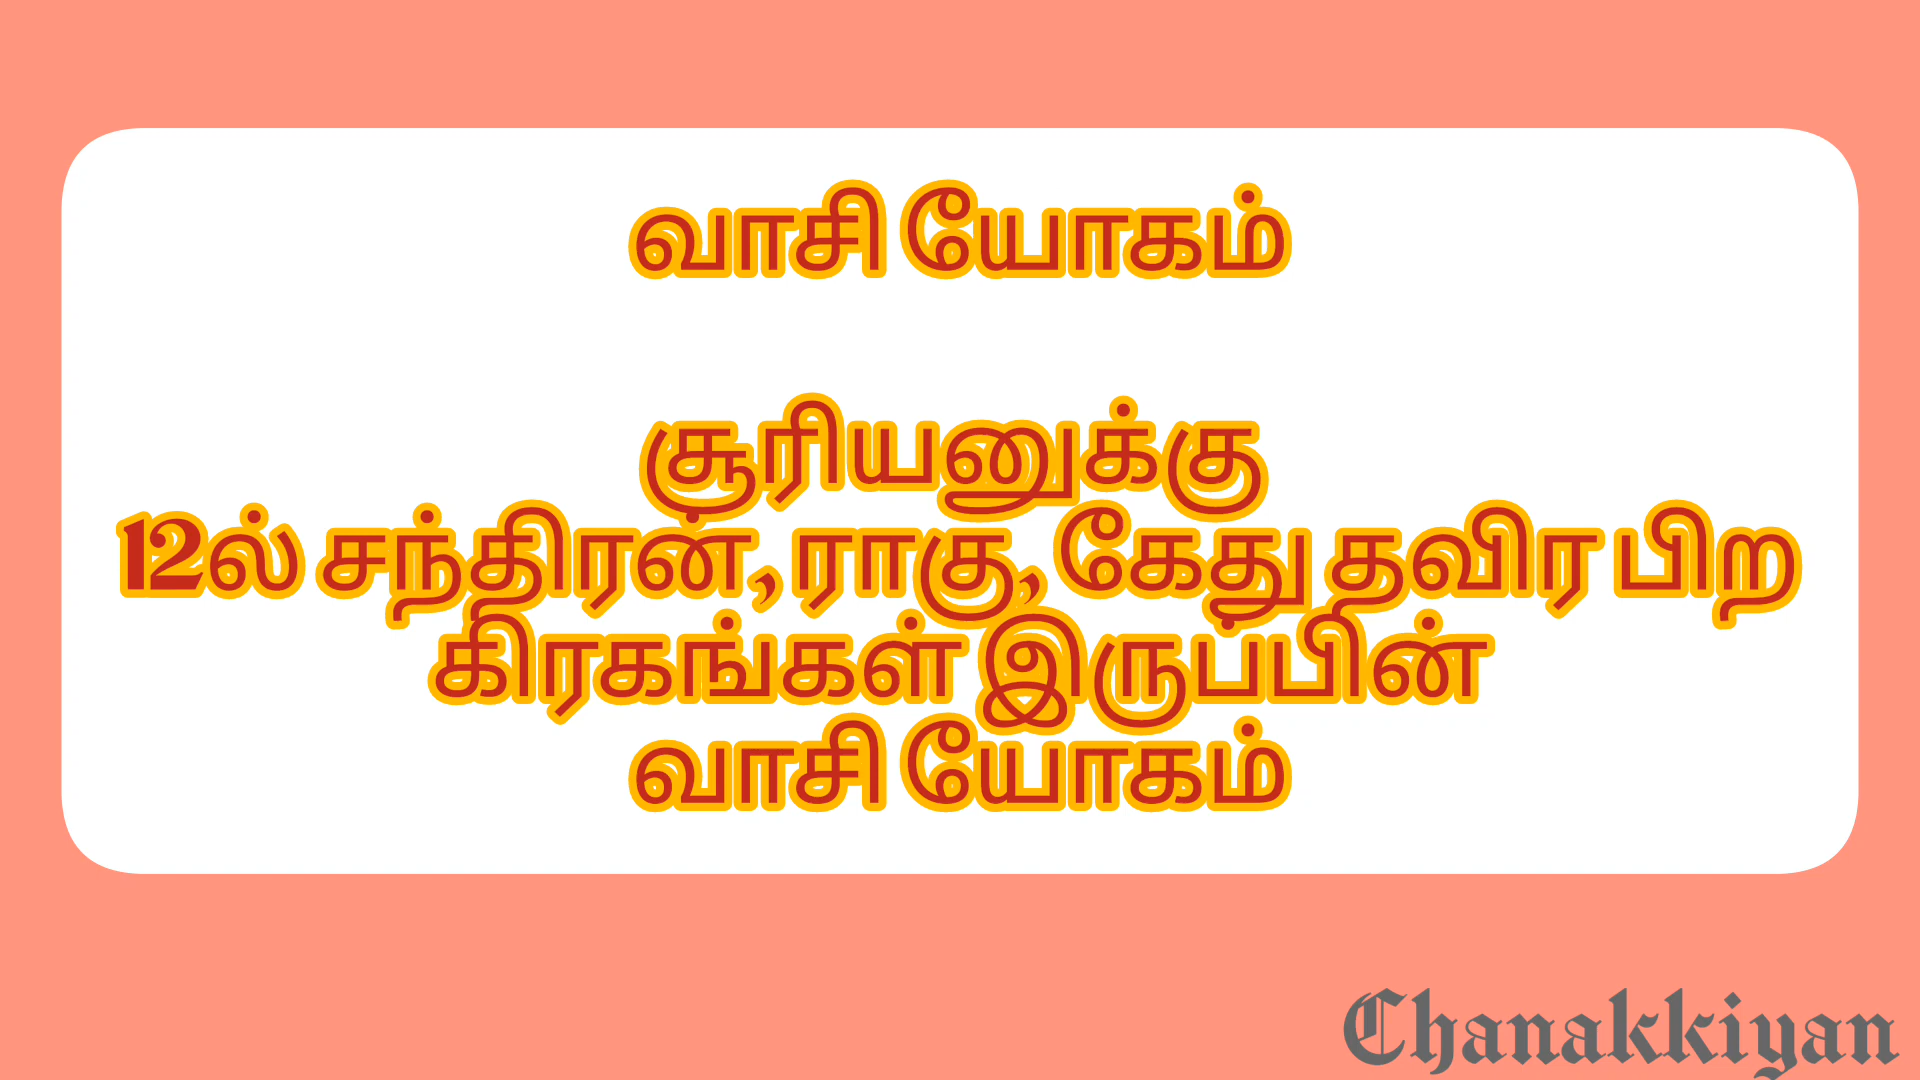 வாசி யோகம்
சூரியனுக்கு
12ல் சந்திரன், ராகு, கேது தவிர பிற
கிரகங்கள் இருப்பின்
வாசி யோகம்
Chanakkiyan